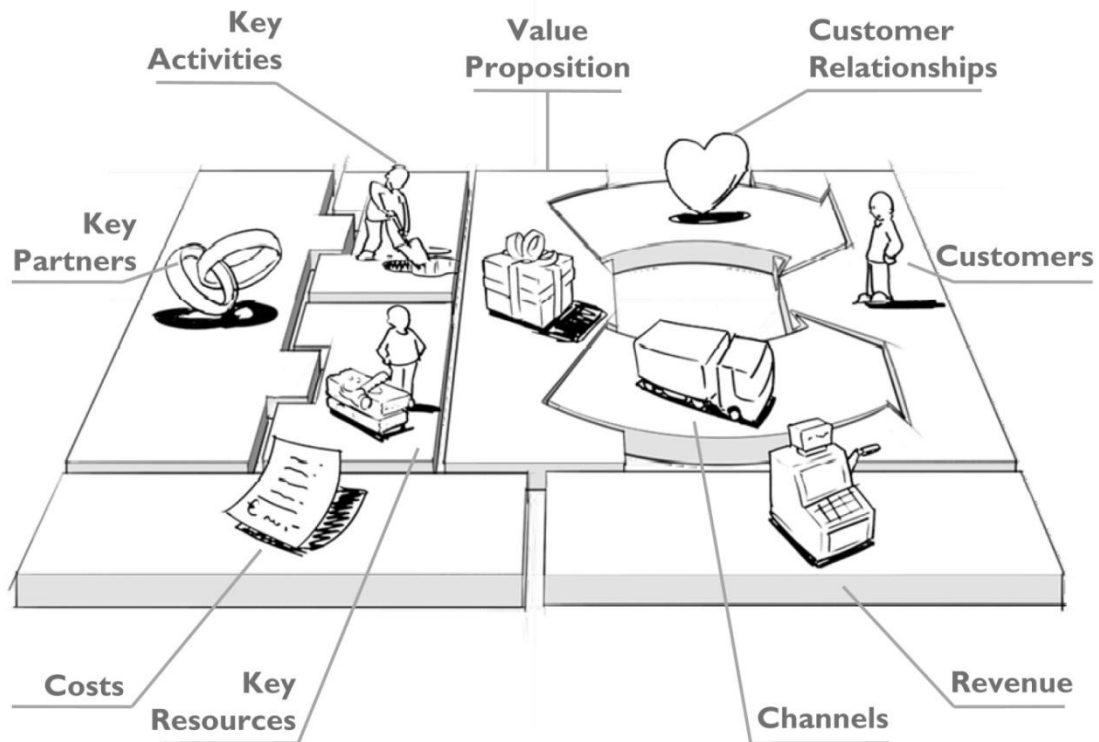 Key
Activities
Value
Proposition
Customer
Relationships
Key
Partners
Customers
Costs
Key
Resources
Channels
Revenue